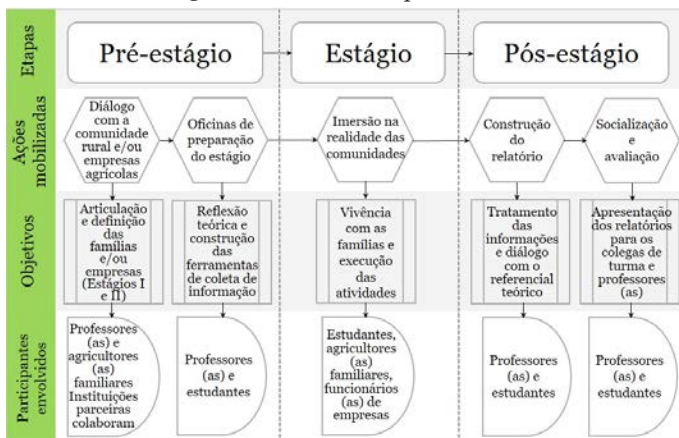 Etapas
Pré-estágio
Estágio
Pós-estágio
Ações
mobilizadas
Diálogo
com a
comunidade
rural e/ou
empresas
agrícolas
Oficinas de
preparação
do estágio
Imersão na
realidade das
comunidades
Construção
do
relatório
Socialização
e
avaliação
Objetivos
Articulação
e definição
das
famílias
e/ou
empresas
(Estágios I
e II)
Reflexão
teórica e
construção
das
ferramentas
de coleta de
informação
Vivência
com as
famílias e
execução
das
atividades
Tratamento
das
informações
e diálogo
com o
referencial
teórico
Apresentação
dos relatórios
para os
colegas de
turma e
professores
(as)
Participantes
envolvidos
Professores
(as) e
agricultores
(as)
familiares
Instituições
parceiras
colaboram
Professores
(as) e
estudantes
Estudantes,
agricultores
(as)
familiares,
funcionários
(as) de
empresas
Professores
(as) e
estudantes
Professores
(as) e
estudantes